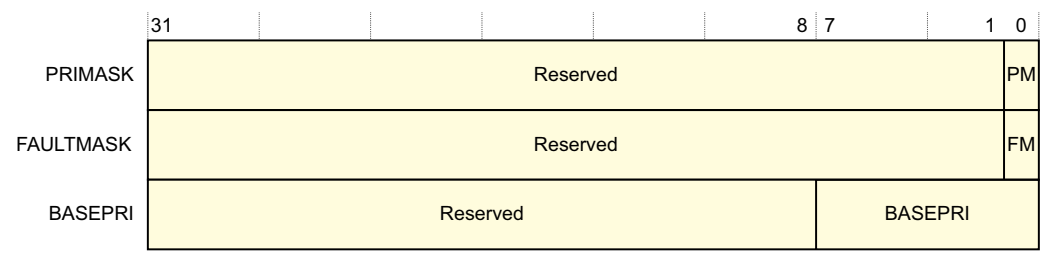 31 8 7 1 0
PRIMASK Reserved PM
FAULTMASK Reserved FM
BASEPRI Reserved BASEPRI